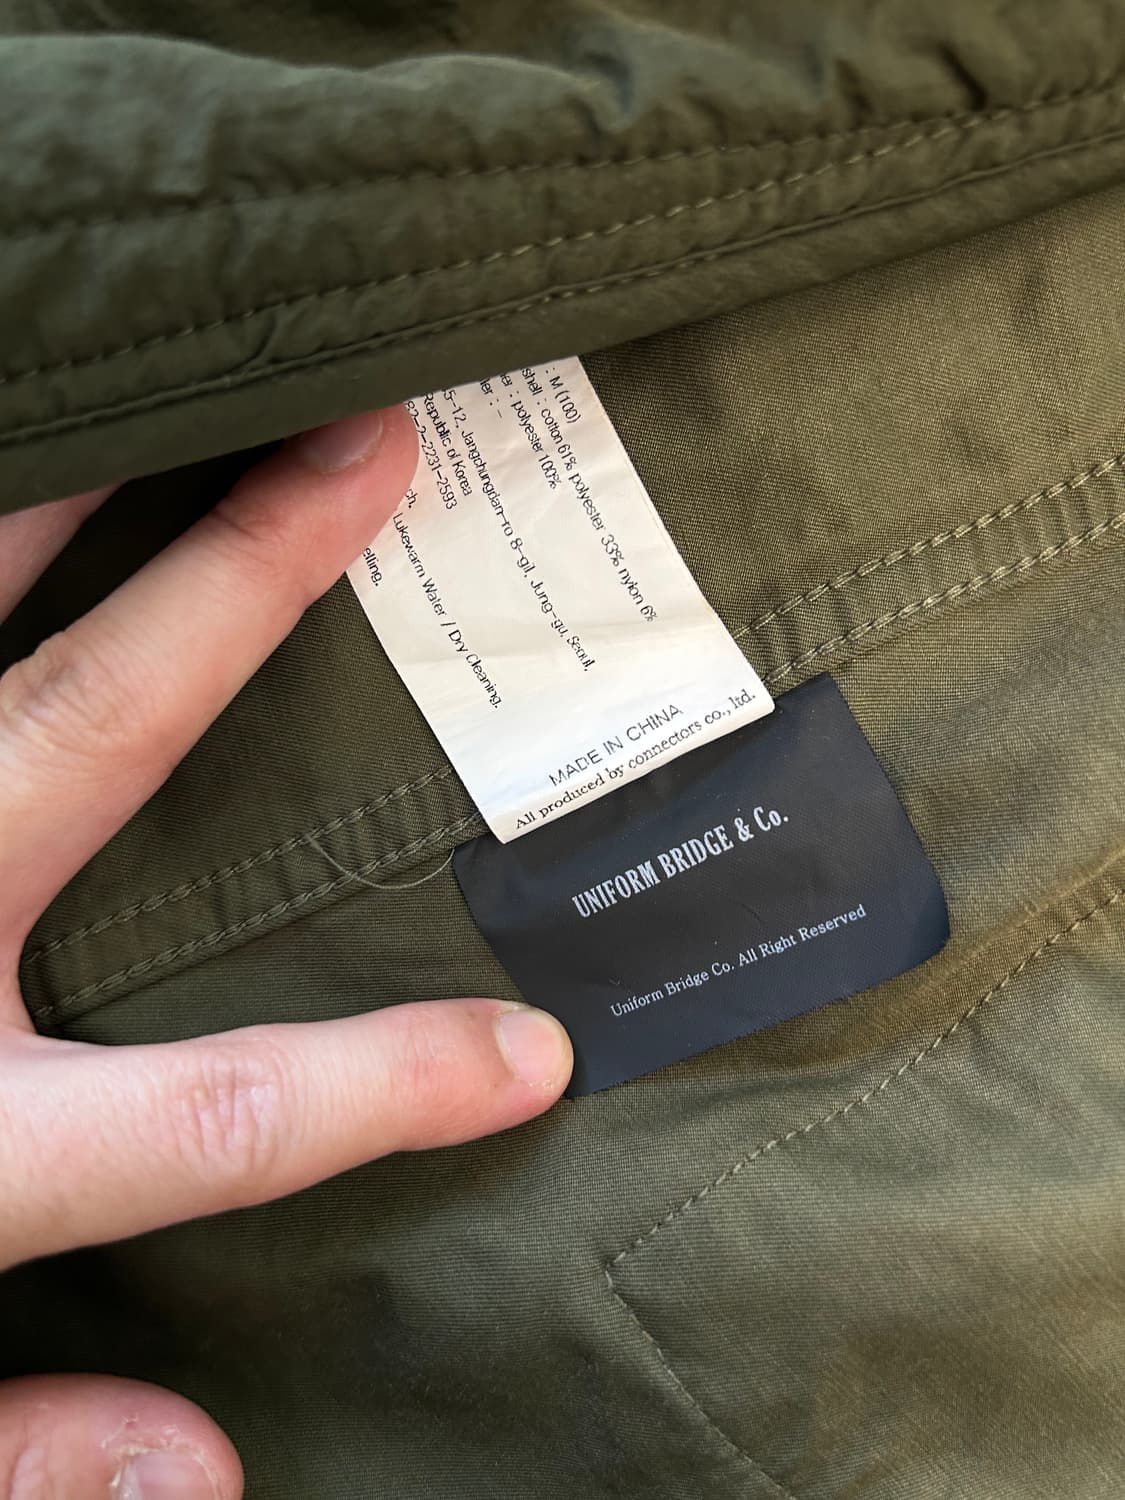 : M (100)
shell : cotton 61% polyester 33% nylon 6%
: polyester 100%
: -
5-12, Jangchungdan-ro 8-gil, Jung-gu, Seoul,
Republic of Korea
82-2-2231-2593
Lukewarm Water / Dry Cleaning.
MADE IN CHINA
All produced by connectors co., ltd.
UNIFORM BRIDGE & Co.
Uniform Bridge Co. All Right Reserved